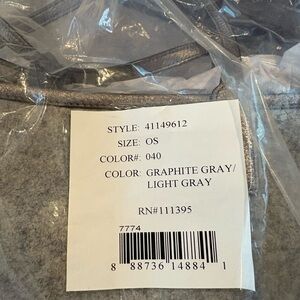 STYLE: 41149612
SIZE: OS
COLOR#: 040
COLOR: GRAPHITE GRAY/
LIGHT GRAY
RN#111395
7774
8 88736 14884 1